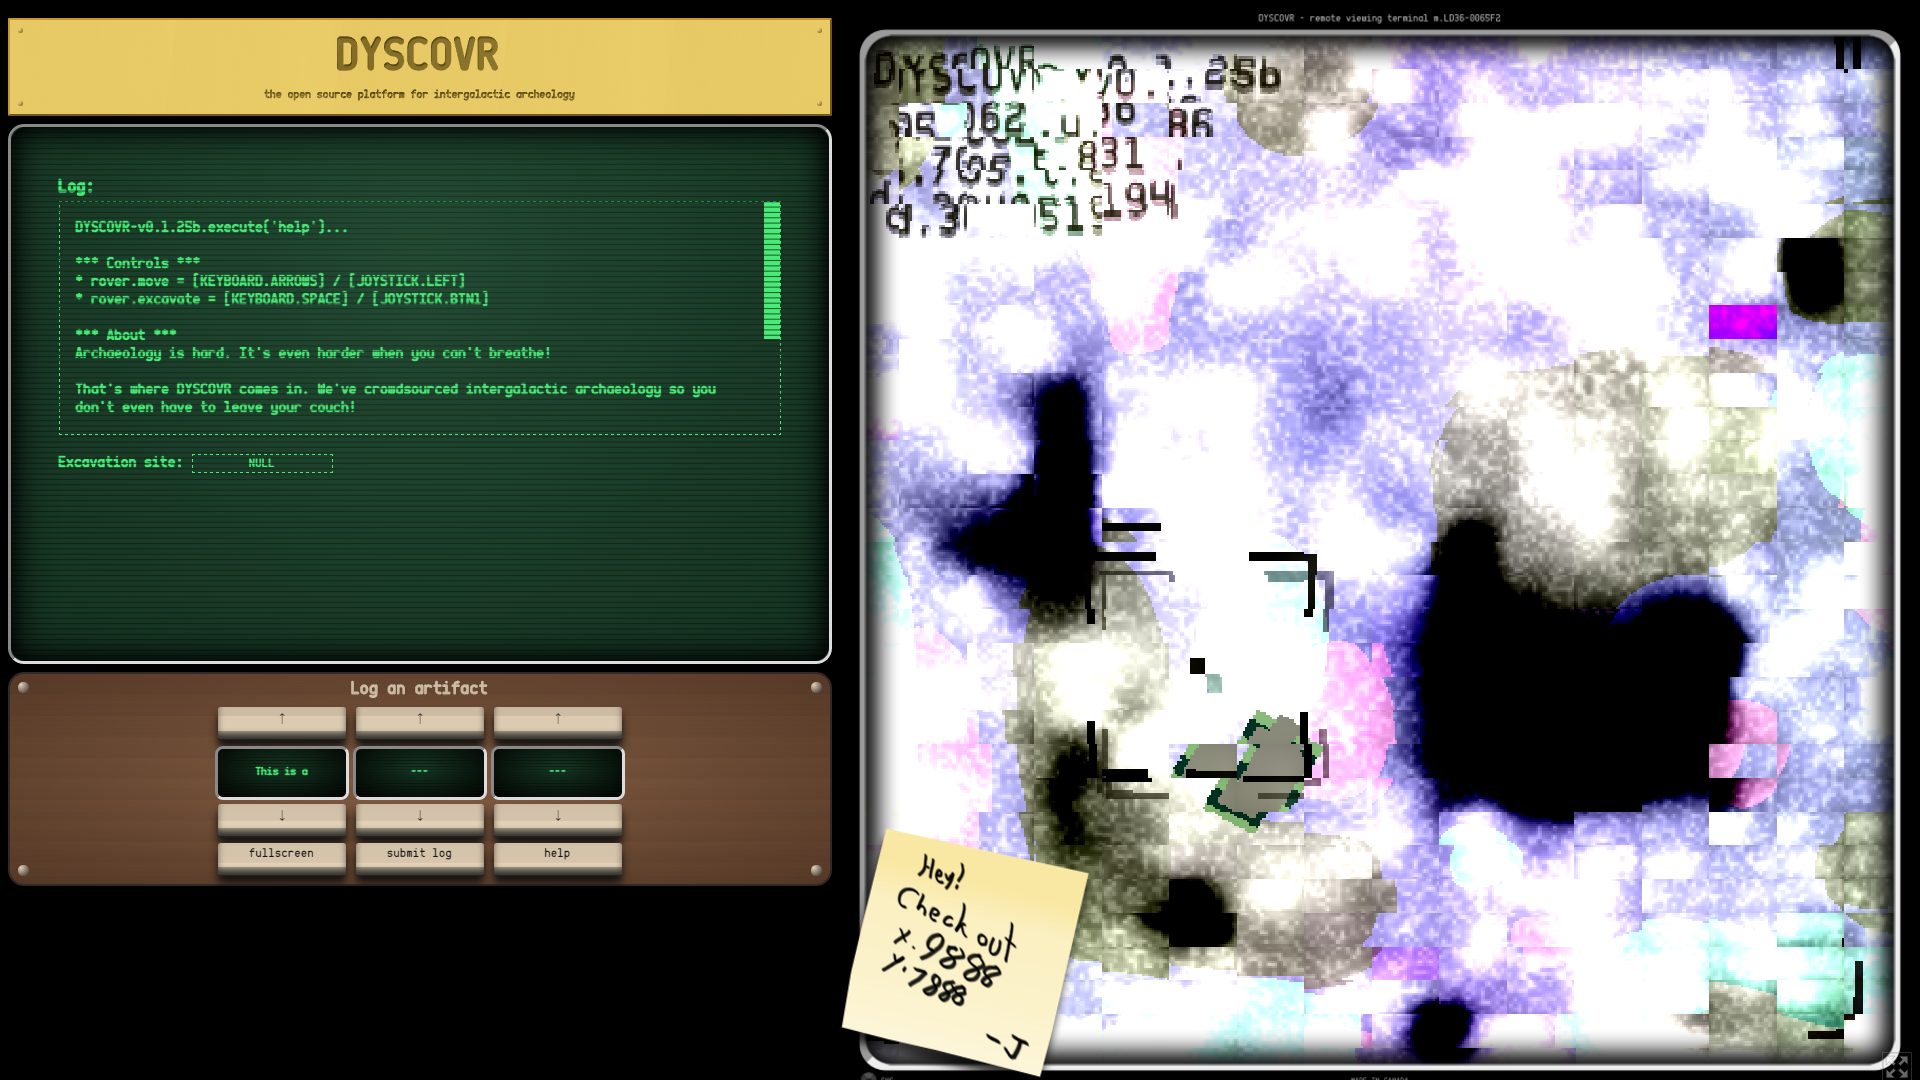 DYSCOVR
the open source platform for intergalactic archeology
Log:
DYSCOVR-v0.1.25b.execute['help']...
*** Controls ***
* rover.move = [KEYBOARD.ARROWS] / [JOYSTICK.LEFT]
* rover.excavate = [KEYBOARD.SPACE] / [JOYSTICK.BTN1]
*** About ***
Archaeology is hard. It's even harder when you can't breathe!
That's where DYSCOVR comes in. We've crowdsourced intergalactic archaeology so you
don't even have to leave your couch!
Excavation site: NULL
Log an artifact
↑ ↑ ↑
This is a --- ---
↓ ↓ ↓
fullscreen submit log help
DYSCOVR - remote viewing terminal m.LD36-0065F2
Hey!
Check out
x.9888
y.7888
-J